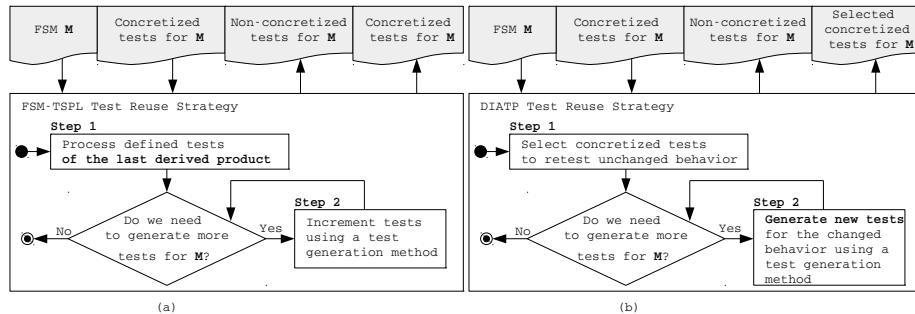 FSM M
Concretized
tests for M
Non-concretized
tests for M
Concretized
tests for M
FSM-TSPL Test Reuse Strategy
Step 1
Process defined tests
of the last derived product
Do we need
to generate more
tests for M?
No
Yes
Step 2
Increment tests
using a test
generation method
(a)
FSM M
Concretized
tests for M
Non-concretized
tests for M
Selected
concretized
tests for M
DIATP Test Reuse Strategy
Step 1
Select concretized tests
to retest unchanged behavior
Do we need
to generate more
tests for M?
No
Yes
Step 2
Generate new tests
for the changed
behavior using a
test generation
method
(b)